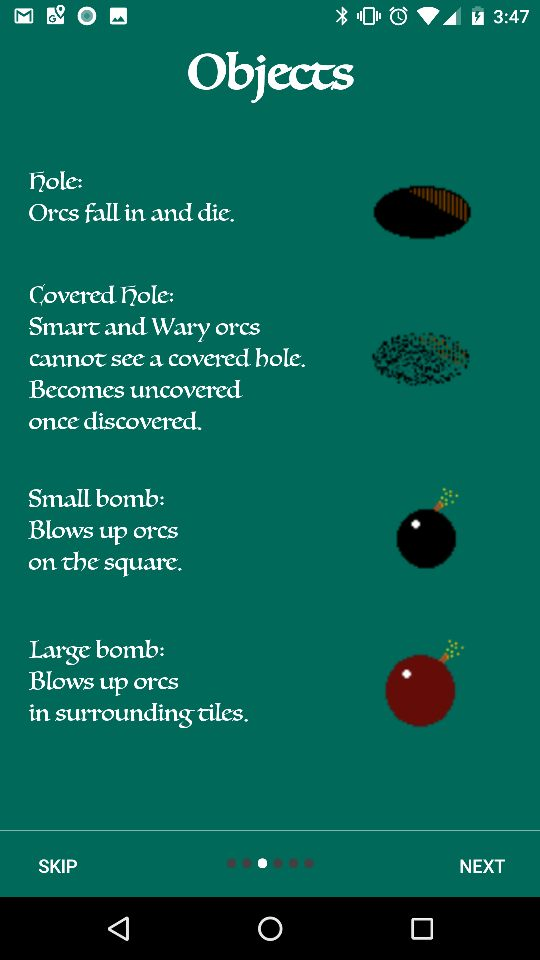 3:47
Objects
Hole:
Orcs fall in and die.
Covered Hole:
Smart and Wary orcs
cannot see a covered hole.
Becomes uncovered
once discovered.
Small bomb:
Blows up orcs
on the square.
Large bomb:
Blows up orcs
in surrounding tiles.
SKIP
NEXT